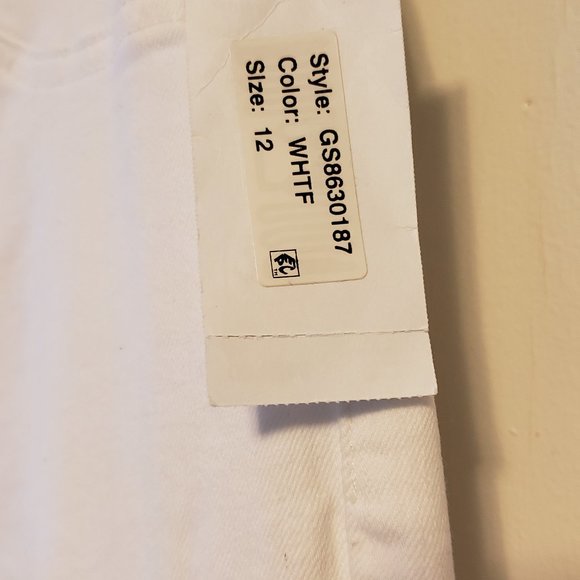 Style: GS8630187
Color: WHTF
SIze: 12